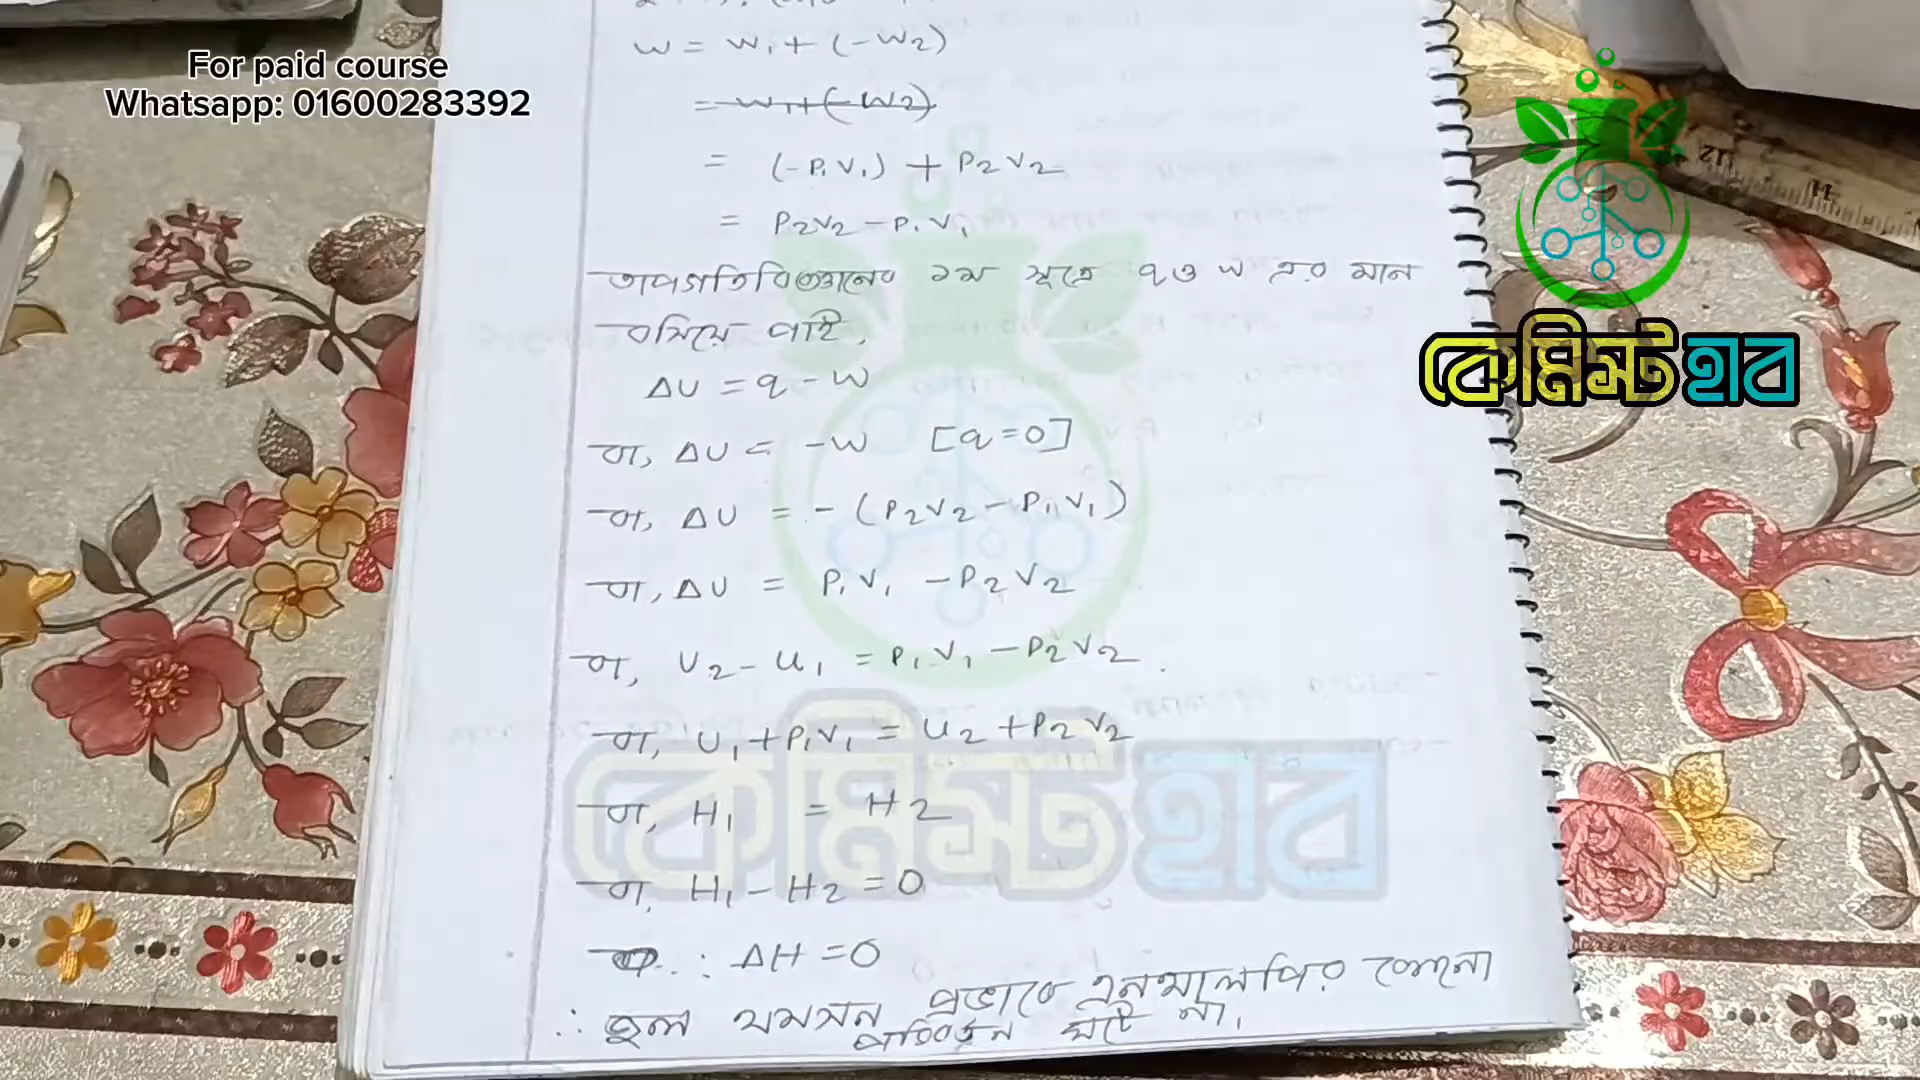 For paid course
Whatsapp: 01600283392
কেমিস্ট হাব
w = w₁ + (-w₂)
= w₁ + (-w₂)
= (-P₁V₁) + P₂V₂
= P₂V₂ - P₁V₁
তাপগতিবিজ্ঞানের ১ম সূত্রে q ও w এর মান
বসিয়ে পাই,
ΔU = q - w
বা, ΔU = -w [q = 0]
বা, ΔU = - (P₂V₂ - P₁V₁)
বা, ΔU = P₁V₁ - P₂V₂
বা, U₂ - U₁ = P₁V₁ - P₂V₂
বা, U₁ + P₁V₁ = U₂ + P₂V₂
বা, H₁ = H₂
বা, H₁ - H₂ = 0
∴ ΔH = 0
∴ জুল থমসন প্রভাবে এনথালপির কোনো
পরিবর্তন ঘটে না।
কেমিস্ট হাব